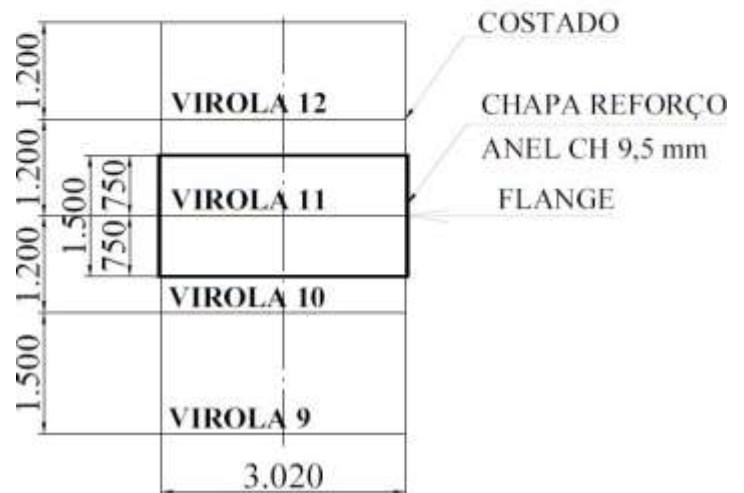 COSTADO
1.200
VIROLA 12
CHAPA REFORÇO
ANEL CH 9,5 mm
1.200
1.500
750
VIROLA 11
FLANGE
750
1.200
VIROLA 10
1.500
VIROLA 9
3.020